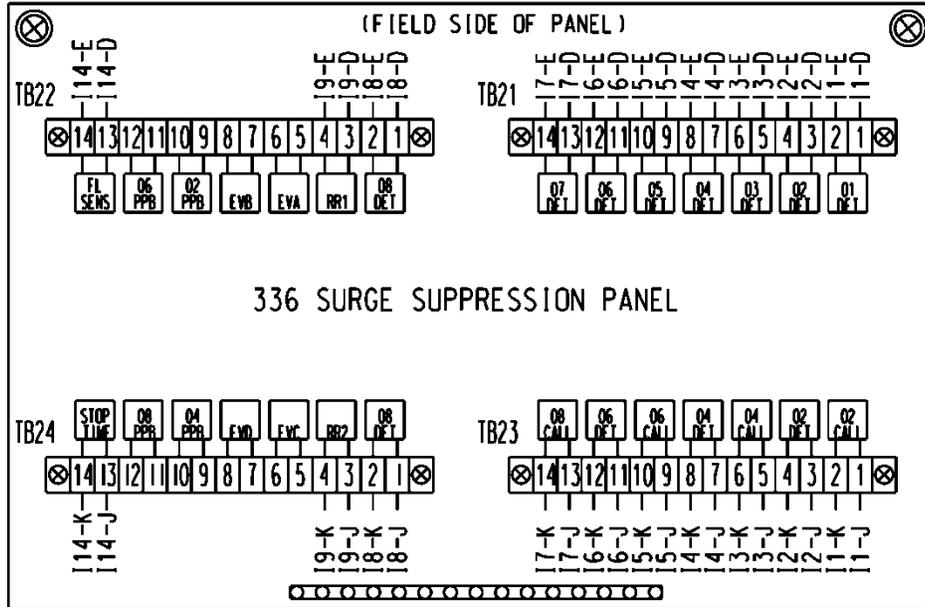 (FIELD SIDE OF PANEL)
I14-E I14-D I9-E I9-D I8-E I8-D
TB22
14 13 12 11 10 9 8 7 6 5 4 3 2 1
FL SENS 06 PPB 02 PPB EVB EVA RR1 08 DET
I7-E I7-D I6-E I6-D I5-E I5-D I4-E I4-D I3-E I3-D I2-E I2-D I1-E I1-D
TB21
14 13 12 11 10 9 8 7 6 5 4 3 2 1
07 DET 06 DET 05 DET 04 DET 03 DET 02 DET 01 DET
336 SURGE SUPPRESSION PANEL
STOP TIME 08 PPB 04 PPB EVD EVC RR2 08 DET
TB24
14 13 12 11 10 9 8 7 6 5 4 3 2 1
I14-K I14-J I9-K I9-J I8-K I8-J
08 CALL 06 DET 06 CALL 04 DET 04 CALL 02 DET 02 CALL
TB23
14 13 12 11 10 9 8 7 6 5 4 3 2 1
I7-K I7-J I6-K I6-J I5-K I5-J I4-K I4-J I3-K I3-J I2-K I2-J I1-K I1-J